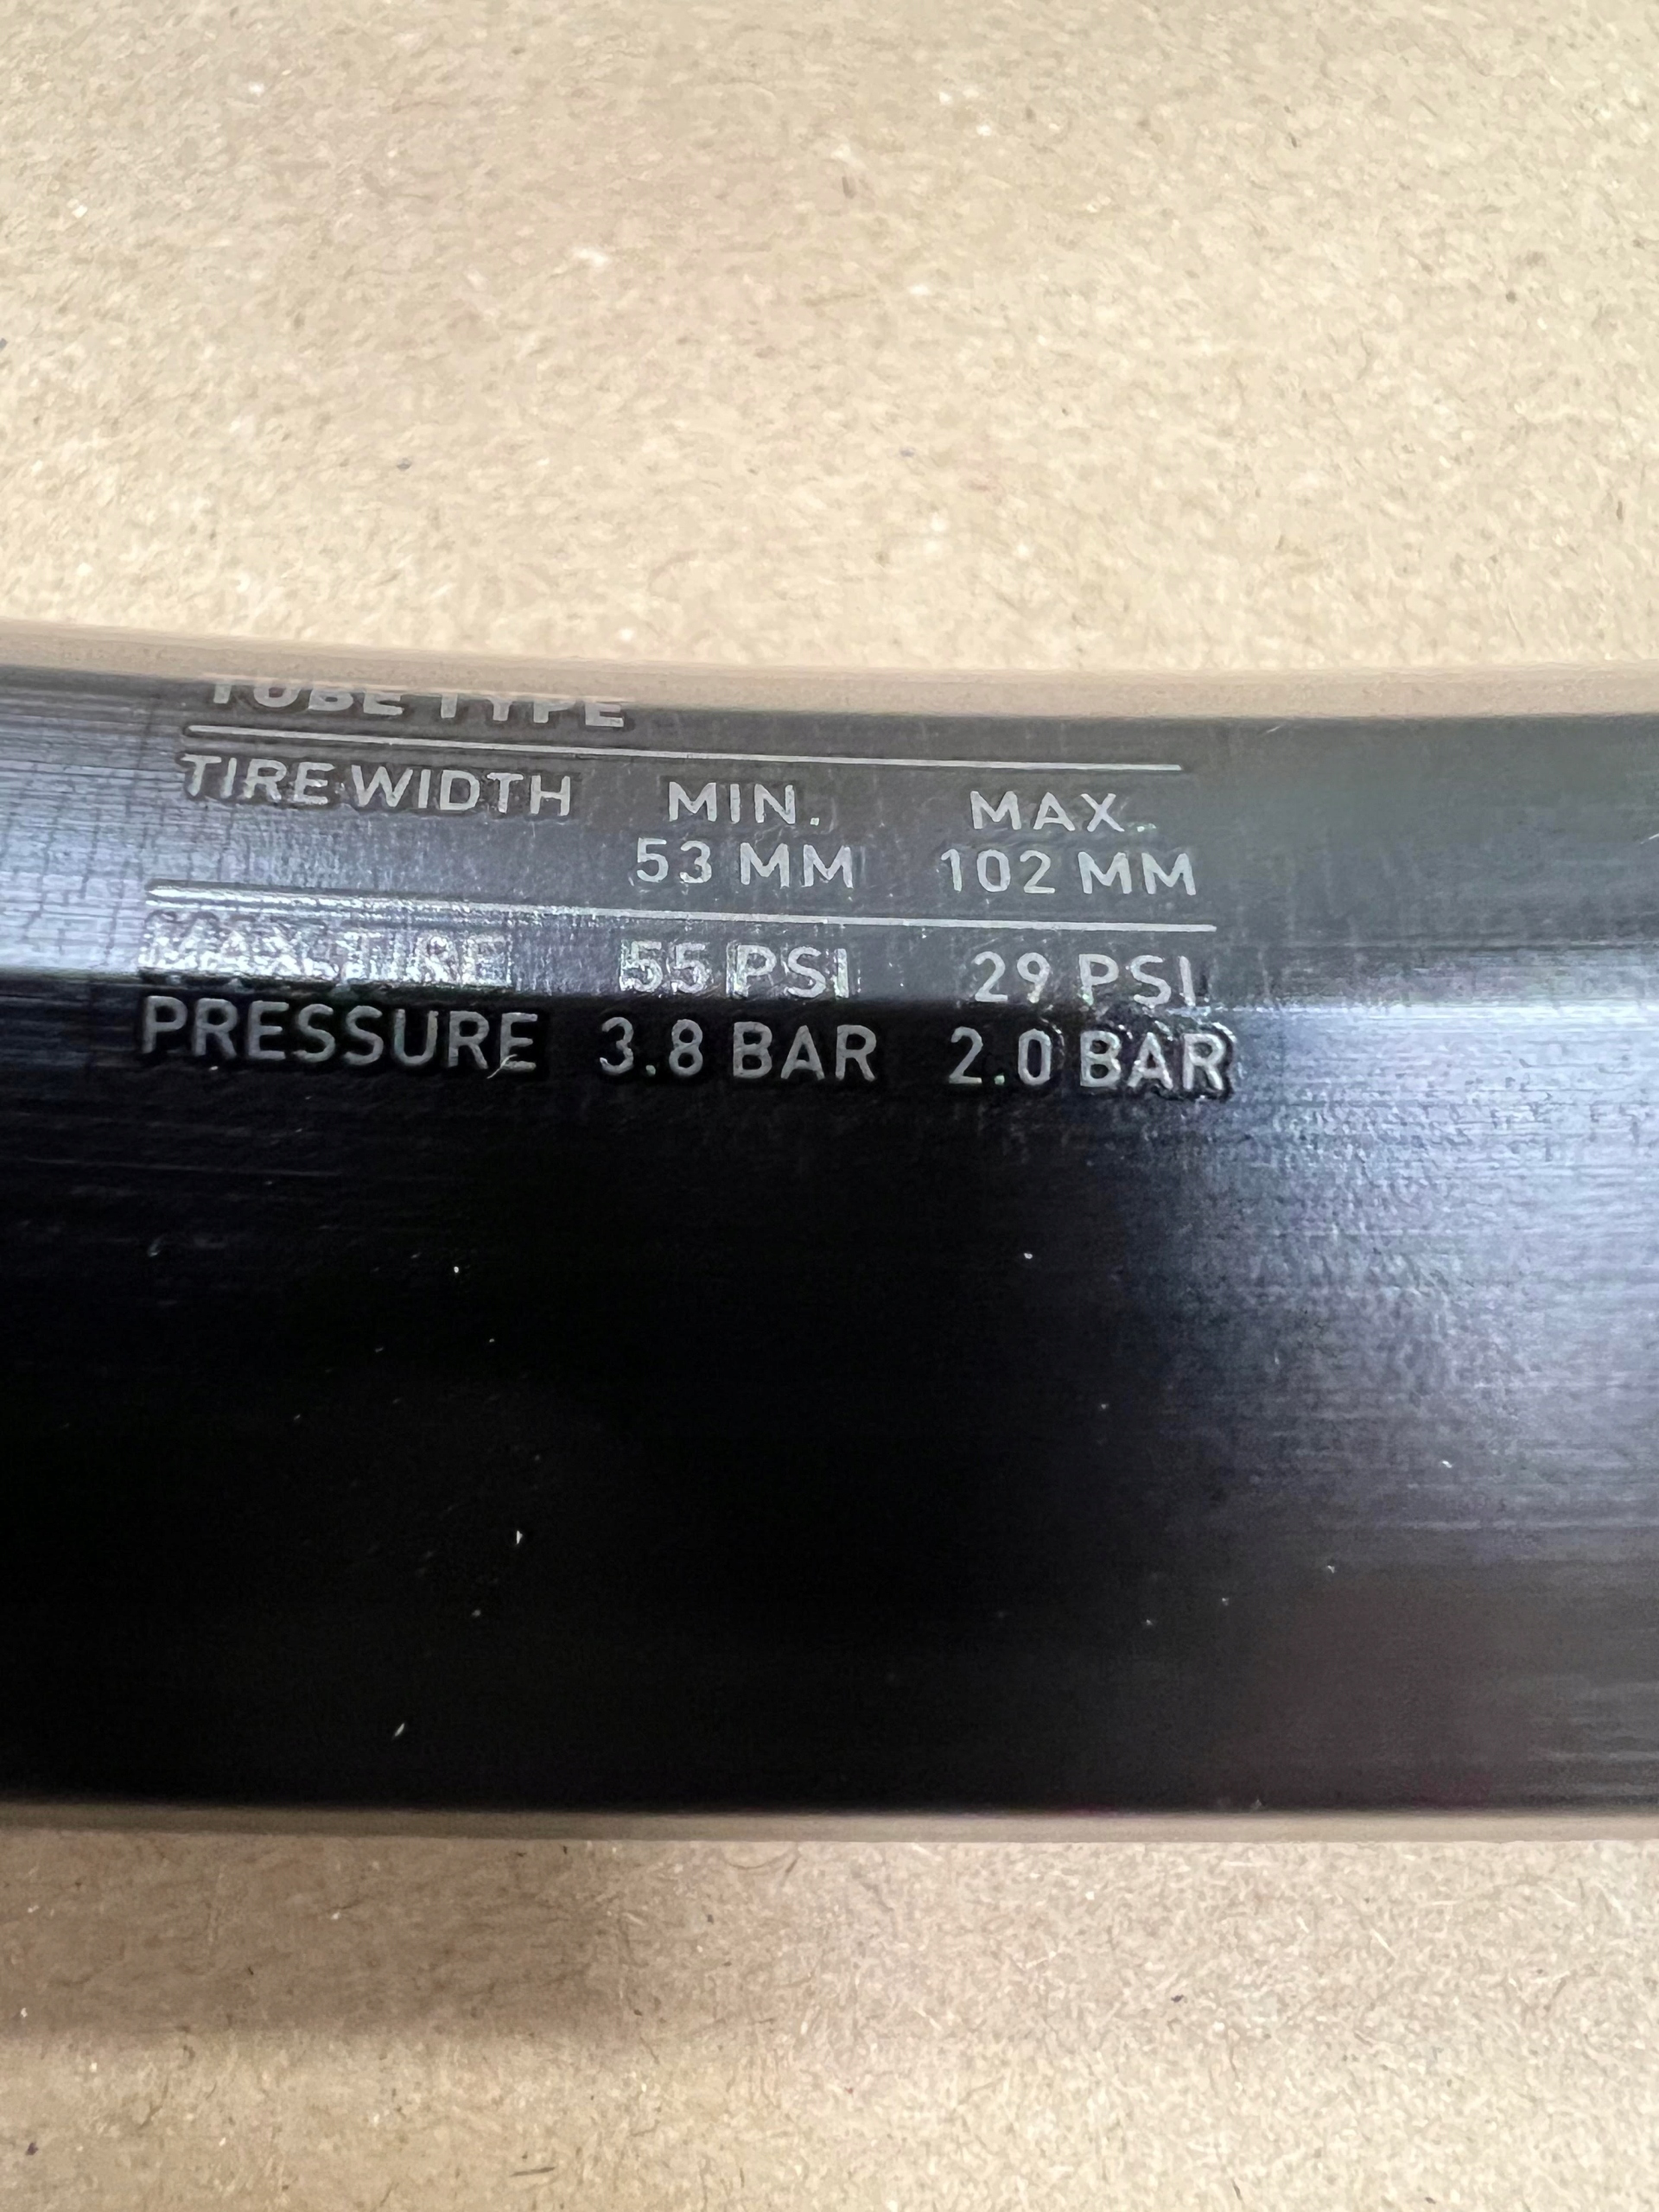 TUBE TYPE
TIRE WIDTH MIN. MAX.
53 MM 102 MM
MAX. TIRE 55 PSI 29 PSI
PRESSURE 3.8 BAR 2.0 BAR